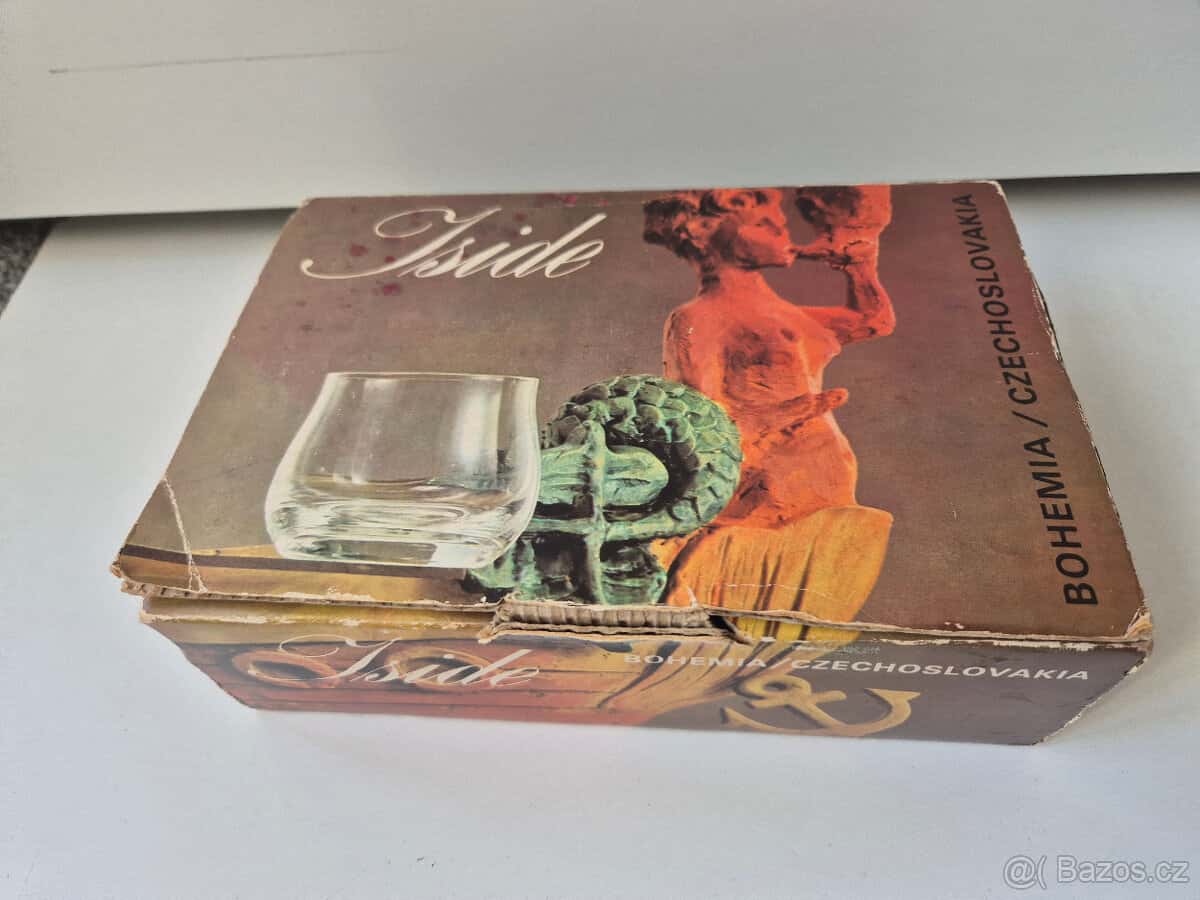 Iside
BOHEMIA / CZECHOSLOVAKIA
Iside
BOHEMIA / CZECHOSLOVAKIA
@( Bazos.cz